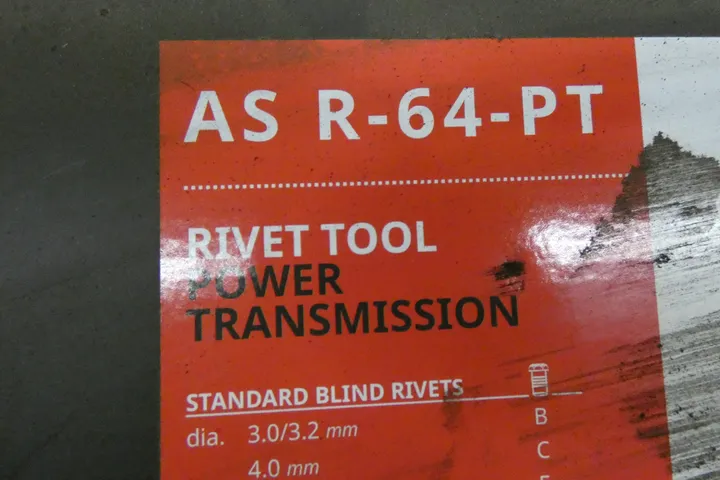 AS R-64-PT
RIVET TOOL
POWER
TRANSMISSION
STANDARD BLIND RIVETS
dia. 3.0/3.2 mm B
4.0 mm C